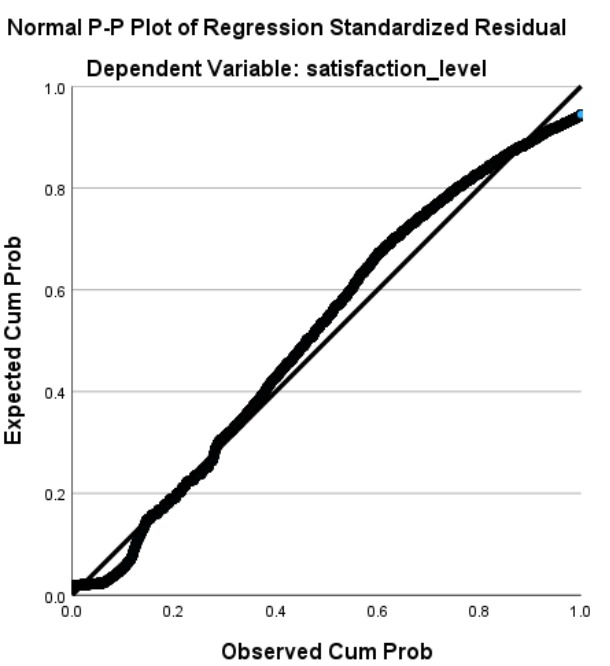 Normal P-P Plot of Regression Standardized Residual
Dependent Variable: satisfaction_level
1.0
0.8
0.6
0.4
0.2
0.0
Expected Cum Prob
0.0 0.2 0.4 0.6 0.8 1.0
Observed Cum Prob